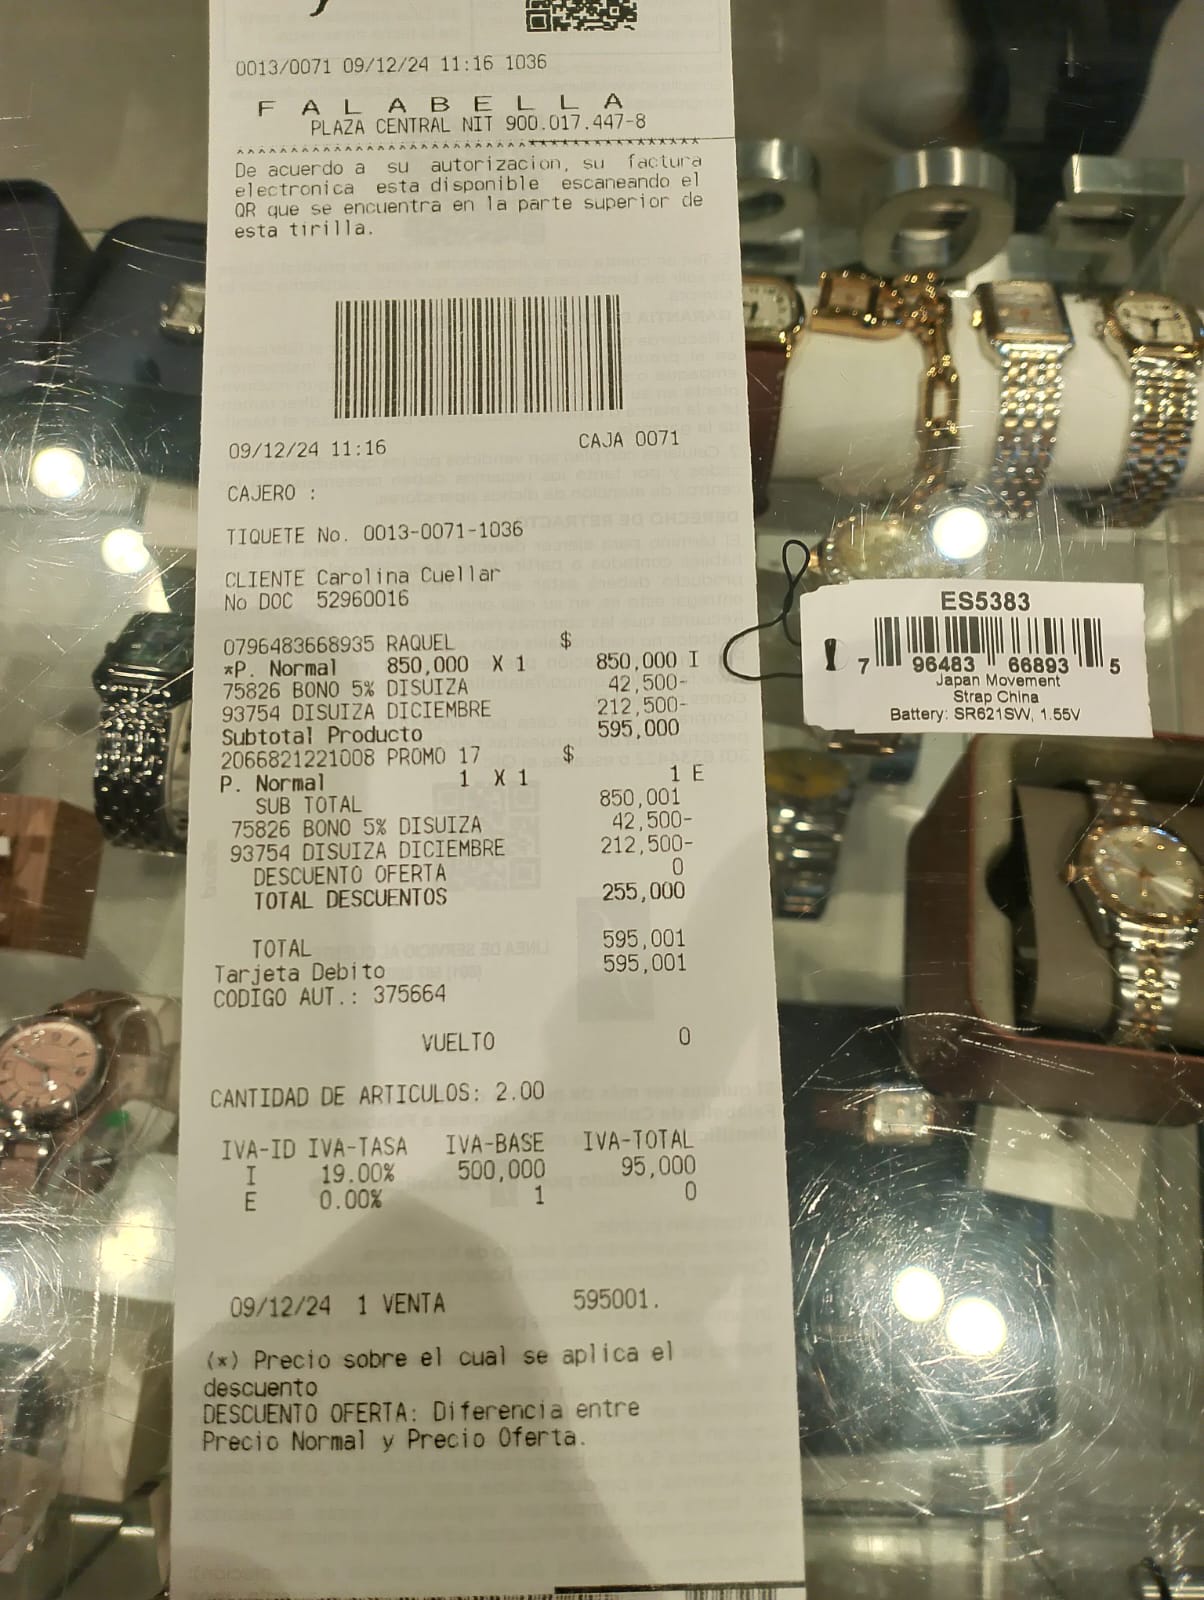 0013/0071 09/12/24 11:16 1036
F A L A B E L L A
PLAZA CENTRAL NIT 900.017.447-8
De acuerdo a su autorizacion, su factura
electronica esta disponible escaneando el
QR que se encuentra en la parte superior de
esta tirilla.
09/12/24 11:16 CAJA 0071
CAJERO :
TIQUETE No. 0013-0071-1036
CLIENTE Carolina Cuellar
No DOC 52960016
0796483668935 RAQUEL $
*P. Normal 850,000 X 1 850,000 I
75826 BONO 5% DISUIZA 42,500-
93754 DISUIZA DICIEMBRE 212,500-
Subtotal Producto 595,000
2066821221008 PROMO 17 $
P. Normal 1 X 1 1 E
SUB TOTAL 850,001
75826 BONO 5% DISUIZA 42,500-
93754 DISUIZA DICIEMBRE 212,500-
DESCUENTO OFERTA 0
TOTAL DESCUENTOS 255,000
TOTAL 595,001
Tarjeta Debito 595,001
CODIGO AUT.: 375664
VUELTO 0
CANTIDAD DE ARTICULOS: 2.00
IVA-ID IVA-TASA IVA-BASE IVA-TOTAL
I 19.00% 500,000 95,000
E 0.00% 1 0
09/12/24 1 VENTA 595001.
(*) Precio sobre el cual se aplica el
descuento
DESCUENTO OFERTA: Diferencia entre
Precio Normal y Precio Oferta.
ES5383
7 96483 66893 5
Japan Movement
Strap China
Battery: SR621SW, 1.55V